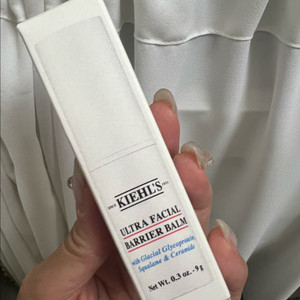 KIEHL'S
ULTRA FACIAL
BARRIER BALM
with Glacial Glycoprotein,
Squalane & Ceramide
Net Wt. 0.3 oz. - 9 g